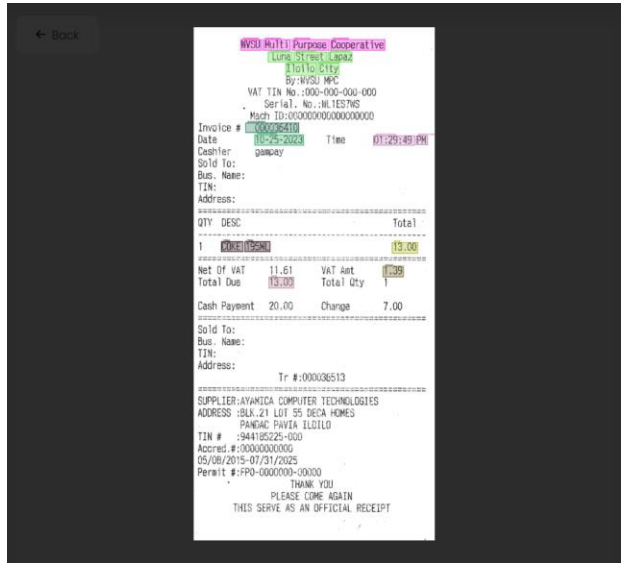 ← Back
WVSU Multi Purpose Cooperative
Luna Street Lapaz
Iloilo City
By:WVSU MPC
VAT TIN No.:000-000-000-000
Serial. No.:WL1ES7WS
Mach ID:00000000000000000
Invoice # 000036410
Date 10-25-2023 Time 01:29:49 PM
Cashier gampay
Sold To:
Bus. Name:
TIN:
Address:
QTY DESC Total
1 COKE 195ML 13.00
Net Of VAT 11.61 VAT Amt 1.39
Total Due 13.00 Total Qty 1
Cash Payment 20.00 Change 7.00
Sold To:
Bus. Name:
TIN:
Address:
Tr #:000036513
SUPPLIER:AYAMICA COMPUTER TECHNOLOGIES
ADDRESS :BLK.21 LOT 55 DECA HOMES
PANDAC PAVIA ILOILO
TIN # :944185225-000
Accred.#:00000000000
05/08/2015-07/31/2025
Permit #:FP0-0000000-00000
THANK YOU
PLEASE COME AGAIN
THIS SERVE AS AN OFFICIAL RECEIPT